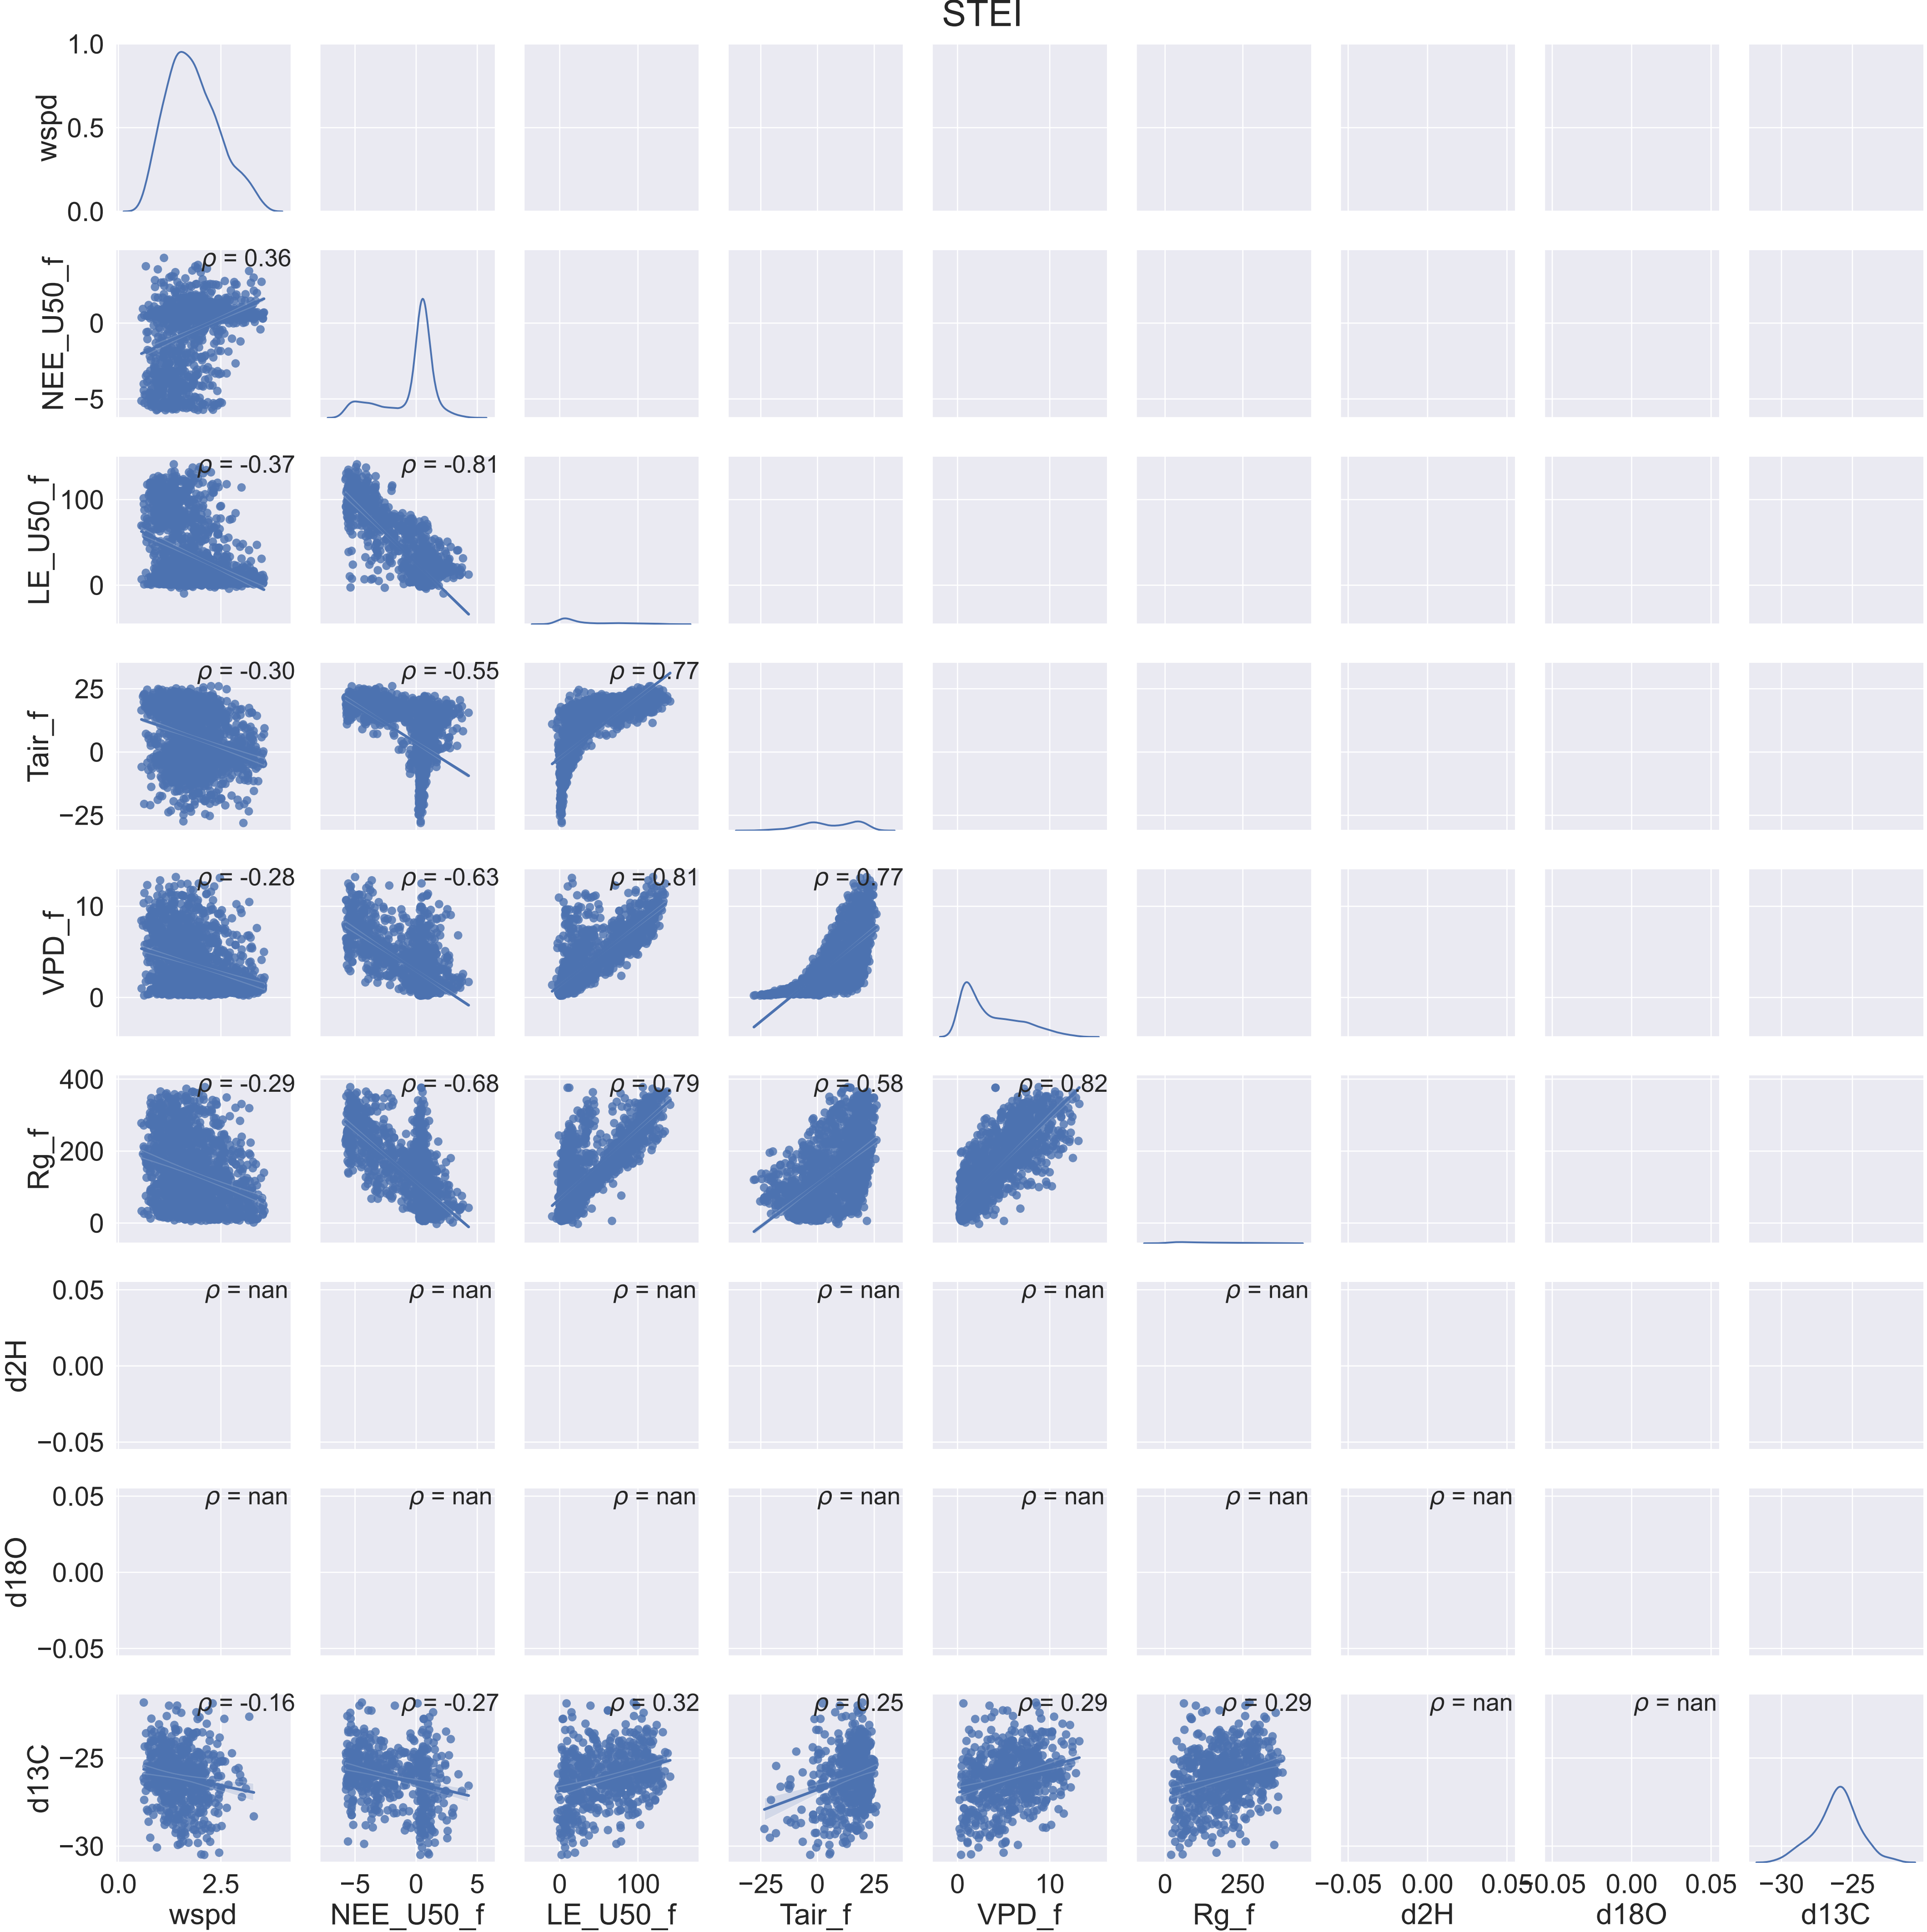 STEI
1.0
wspd
0.5
0.0
ρ = 0.36
NEE_U50_f
0
−5
ρ = -0.37 ρ = -0.81
LE_U50_f
100
0
ρ = -0.30 ρ = -0.55 ρ = 0.77
25
Tair_f
0
−25
ρ = -0.28 ρ = -0.63 ρ = 0.81 ρ = 0.77
VPD_f
10
0
ρ = -0.29 ρ = -0.68 ρ = 0.79 ρ = 0.58 ρ = 0.82
400
Rg_f
200
0
ρ = nan ρ = nan ρ = nan ρ = nan ρ = nan ρ = nan
0.05
d2H
0.00
−0.05
ρ = nan ρ = nan ρ = nan ρ = nan ρ = nan ρ = nan ρ = nan
0.05
d18O
0.00
−0.05
ρ = -0.16 ρ = -0.27 ρ = 0.32 ρ = 0.25 ρ = 0.29 ρ = 0.29 ρ = nan ρ = nan
−25
d13C
−30
0.0 2.5 −5 0 5 0 100 −25 0 25 0 10 0 250 −0.05 0.00 0.05 −0.05 0.00 0.05 −30 −25
wspd NEE_U50_f LE_U50_f Tair_f VPD_f Rg_f d2H d18O d13C